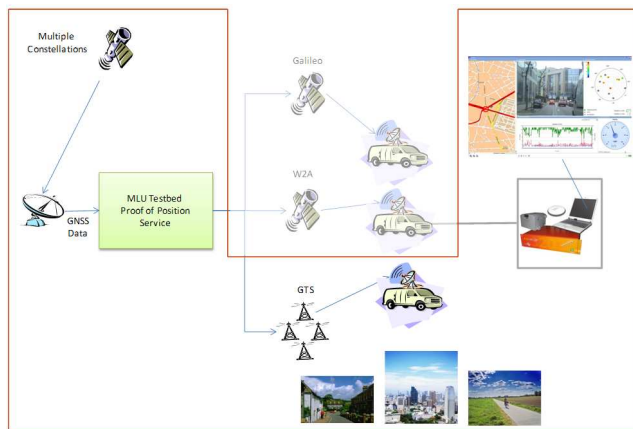 Multiple
Constellations
Galileo
GNSS
Data
MLU Testbed
Proof of Position
Service
W2A
GTS